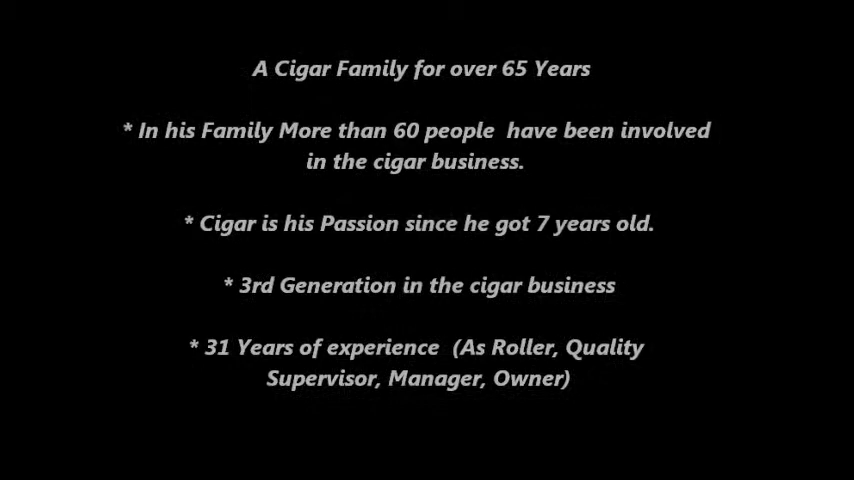 A Cigar Family for over 65 Years
* In his Family More than 60 people  have been involved
in the cigar business.
* Cigar is his Passion since he got 7 years old.
* 3rd Generation in the cigar business
* 31 Years of experience  (As Roller, Quality
Supervisor, Manager, Owner)